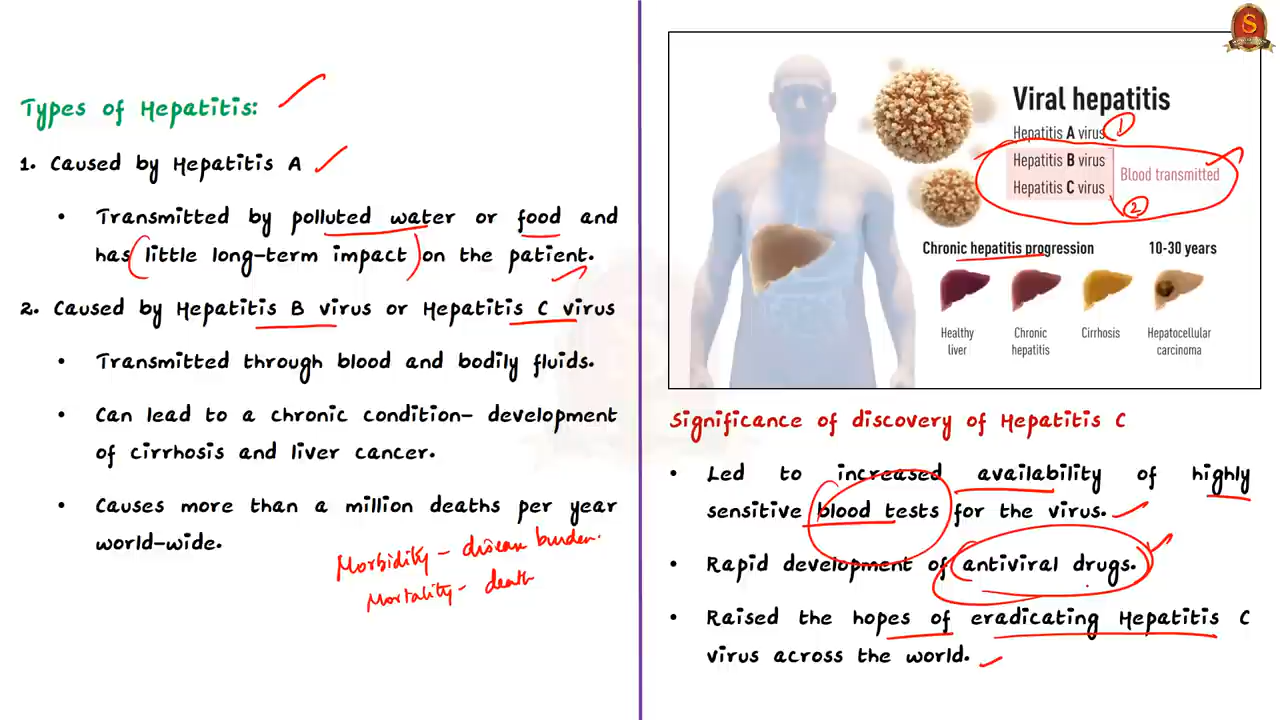 Types of Hepatitis:
1. Caused by Hepatitis A
• Transmitted by polluted water or food and
has little long-term impact on the patient.
2. Caused by Hepatitis B virus or Hepatitis C virus
• Transmitted through blood and bodily fluids.
• Can lead to a chronic condition- development
of cirrhosis and liver cancer.
• Causes more than a million deaths per year
world-wide.
Morbidity - disease burden.
Mortality - death
S
Viral hepatitis
Hepatitis A virus 1
Hepatitis B virus
Hepatitis C virus
Blood transmitted
2
Chronic hepatitis progression
10-30 years
Healthy
liver
Chronic
hepatitis
Cirrhosis
Hepatocellular
carcinoma
Significance of discovery of Hepatitis C
• Led to increased availability of highly
sensitive blood tests for the virus.
• Rapid development of antiviral drugs.
• Raised the hopes of eradicating Hepatitis C
virus across the world.